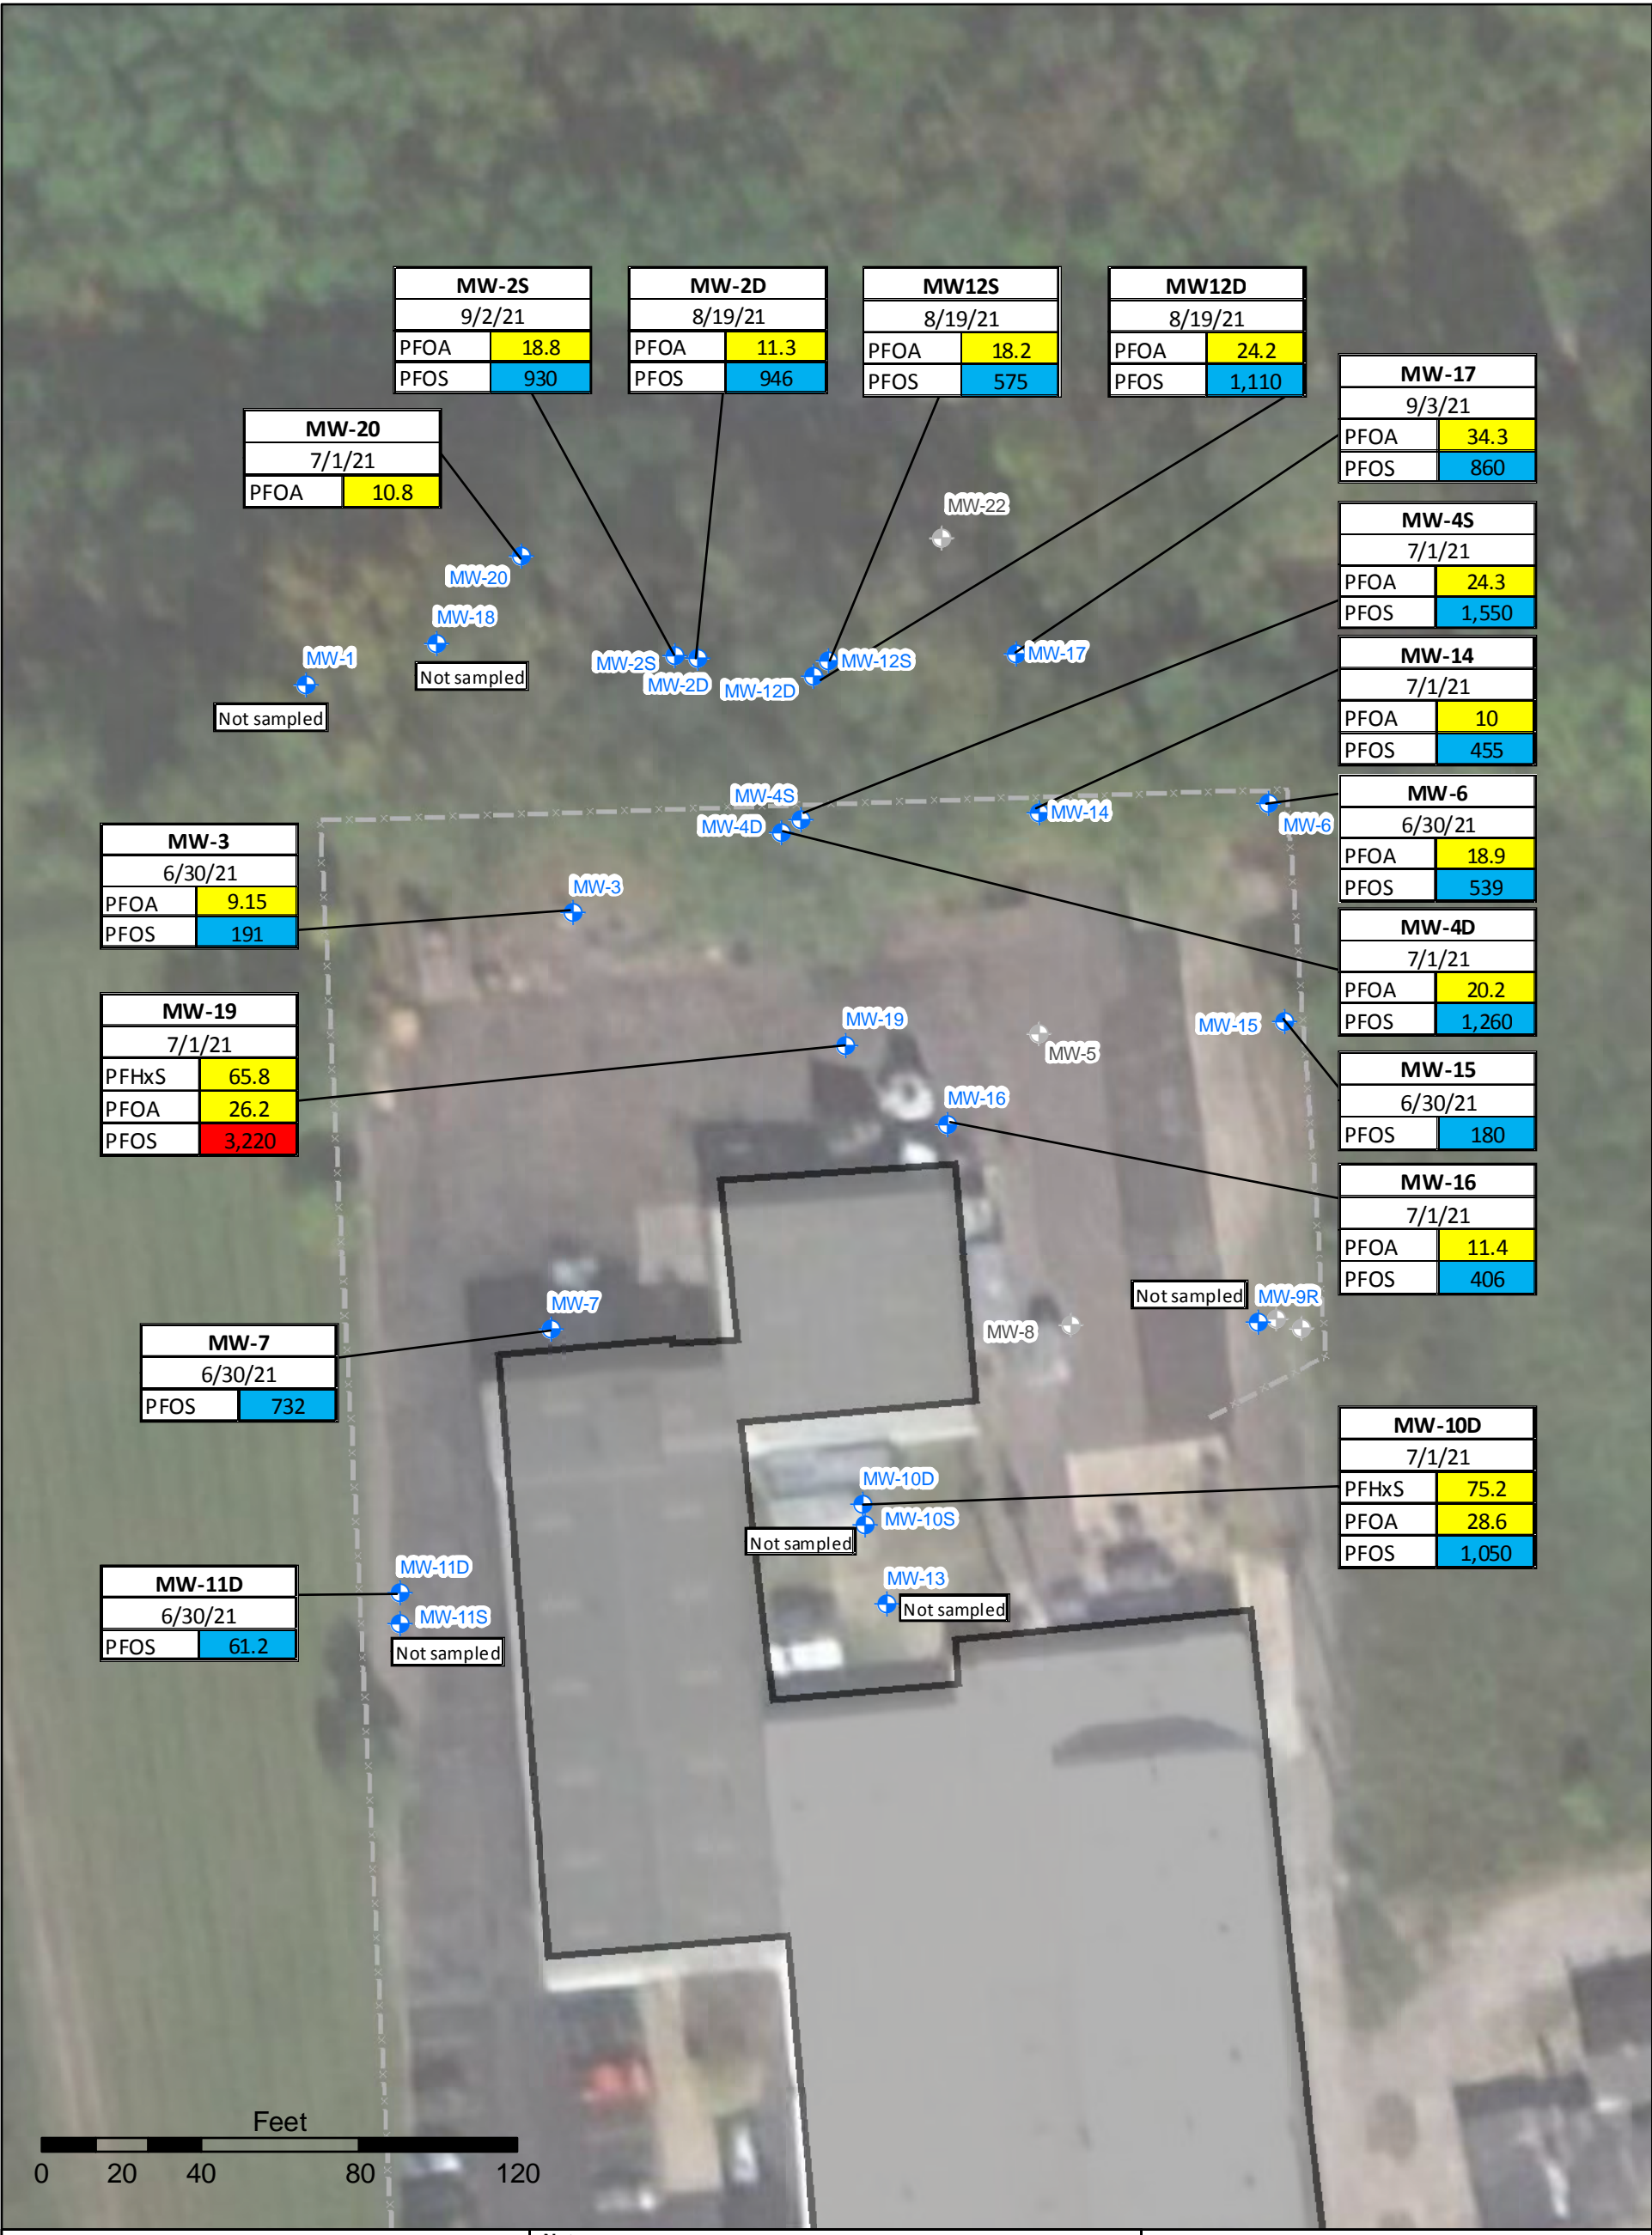 MW-2S
9/2/21
PFOA 18.8
PFOS 930
MW-2D
8/19/21
PFOA 11.3
PFOS 946
MW12S
8/19/21
PFOA 18.2
PFOS 575
MW12D
8/19/21
PFOA 24.2
PFOS 1,110
MW-17
9/3/21
PFOA 34.3
PFOS 860
MW-20
7/1/21
PFOA 10.8
MW-4S
7/1/21
PFOA 24.3
PFOS 1,550
MW-14
7/1/21
PFOA 10
PFOS 455
MW-6
6/30/21
PFOA 18.9
PFOS 539
MW-3
6/30/21
PFOA 9.15
PFOS 191
MW-4D
7/1/21
PFOA 20.2
PFOS 1,260
MW-19
7/1/21
PFHxS 65.8
PFOA 26.2
PFOS 3,220
MW-15
6/30/21
PFOS 180
MW-16
7/1/21
PFOA 11.4
PFOS 406
MW-7
6/30/21
PFOS 732
MW-10D
7/1/21
PFHxS 75.2
PFOA 28.6
PFOS 1,050
MW-11D
6/30/21
PFOS 61.2
MW-22
MW-20
MW-18
Not sampled
MW-1
Not sampled
MW-2S
MW-2D
MW-12S
MW-12D
MW-17
MW-4S
MW-4D
MW-14
MW-6
MW-3
MW-19
MW-5
MW-15
MW-16
MW-7
MW-8
Not sampled
MW-9R
MW-10D
MW-10S
Not sampled
MW-13
Not sampled
MW-11D
MW-11S
Not sampled
Feet
0 20 40 80 120